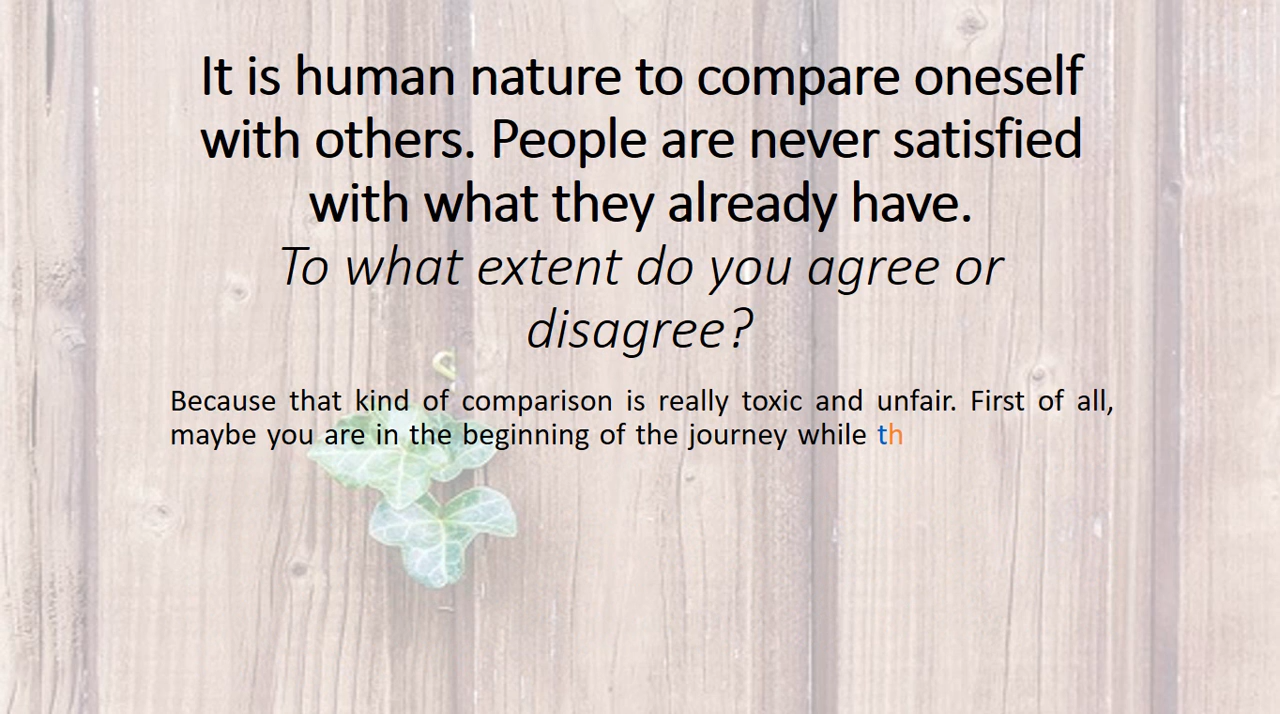 It is human nature to compare oneself
with others. People are never satisfied
with what they already have.
To what extent do you agree or
disagree?
Because that kind of comparison is really toxic and unfair. First of all,
maybe you are in the beginning of the journey while th